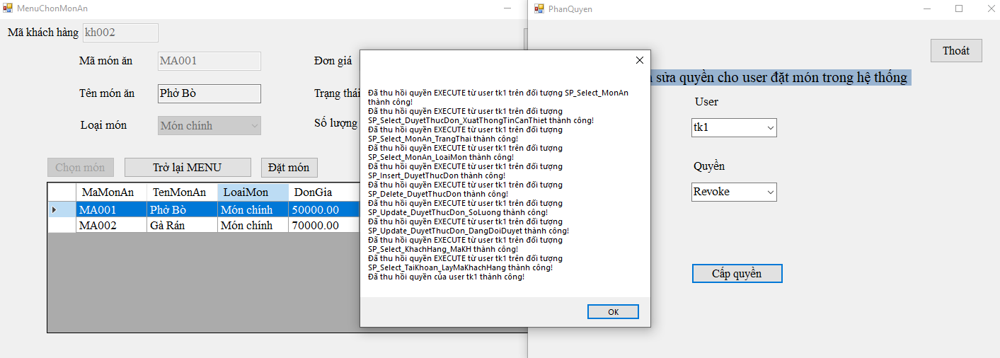 MenuChonMonAn
Mã khách hàng kh002
Mã món ăn MA001 Đơn giá
Tên món ăn Phở Bò Trạng thái
Loại món Món chính Số lượng
Chọn món Trở lại MENU Đặt món
MaMonAn TenMonAn LoaiMon DonGia
MA001 Phở Bò Món chính 50000.00
MA002 Gà Rán Món chính 70000.00
Đã thu hồi quyền EXECUTE từ user tk1 trên đối tượng SP_Select_MonAn
thành công!
Đã thu hồi quyền EXECUTE từ user tk1 trên đối tượng
SP_Select_DuyetThucDon_XuatThongTinCanThiet thành công!
Đã thu hồi quyền EXECUTE từ user tk1 trên đối tượng
SP_Select_MonAn_TrangThai thành công!
Đã thu hồi quyền EXECUTE từ user tk1 trên đối tượng
SP_Select_MonAn_LoaiMon thành công!
Đã thu hồi quyền EXECUTE từ user tk1 trên đối tượng
SP_Insert_DuyetThucDon thành công!
Đã thu hồi quyền EXECUTE từ user tk1 trên đối tượng
SP_Delete_DuyetThucDon thành công!
Đã thu hồi quyền EXECUTE từ user tk1 trên đối tượng
SP_Update_DuyetThucDon_SoLuong thành công!
Đã thu hồi quyền EXECUTE từ user tk1 trên đối tượng
SP_Update_DuyetThucDon_DangDoiDuyet thành công!
Đã thu hồi quyền EXECUTE từ user tk1 trên đối tượng
SP_Select_KhachHang_MaKH thành công!
Đã thu hồi quyền EXECUTE từ user tk1 trên đối tượng
SP_Select_TaiKhoan_LayMaKhachHang thành công!
Đã thu hồi quyền của user tk1 thành công!
OK
PhanQuyen
Thoát
sửa quyền cho user đặt món trong hệ thống
User
tk1
Quyền
Revoke
Cấp quyền